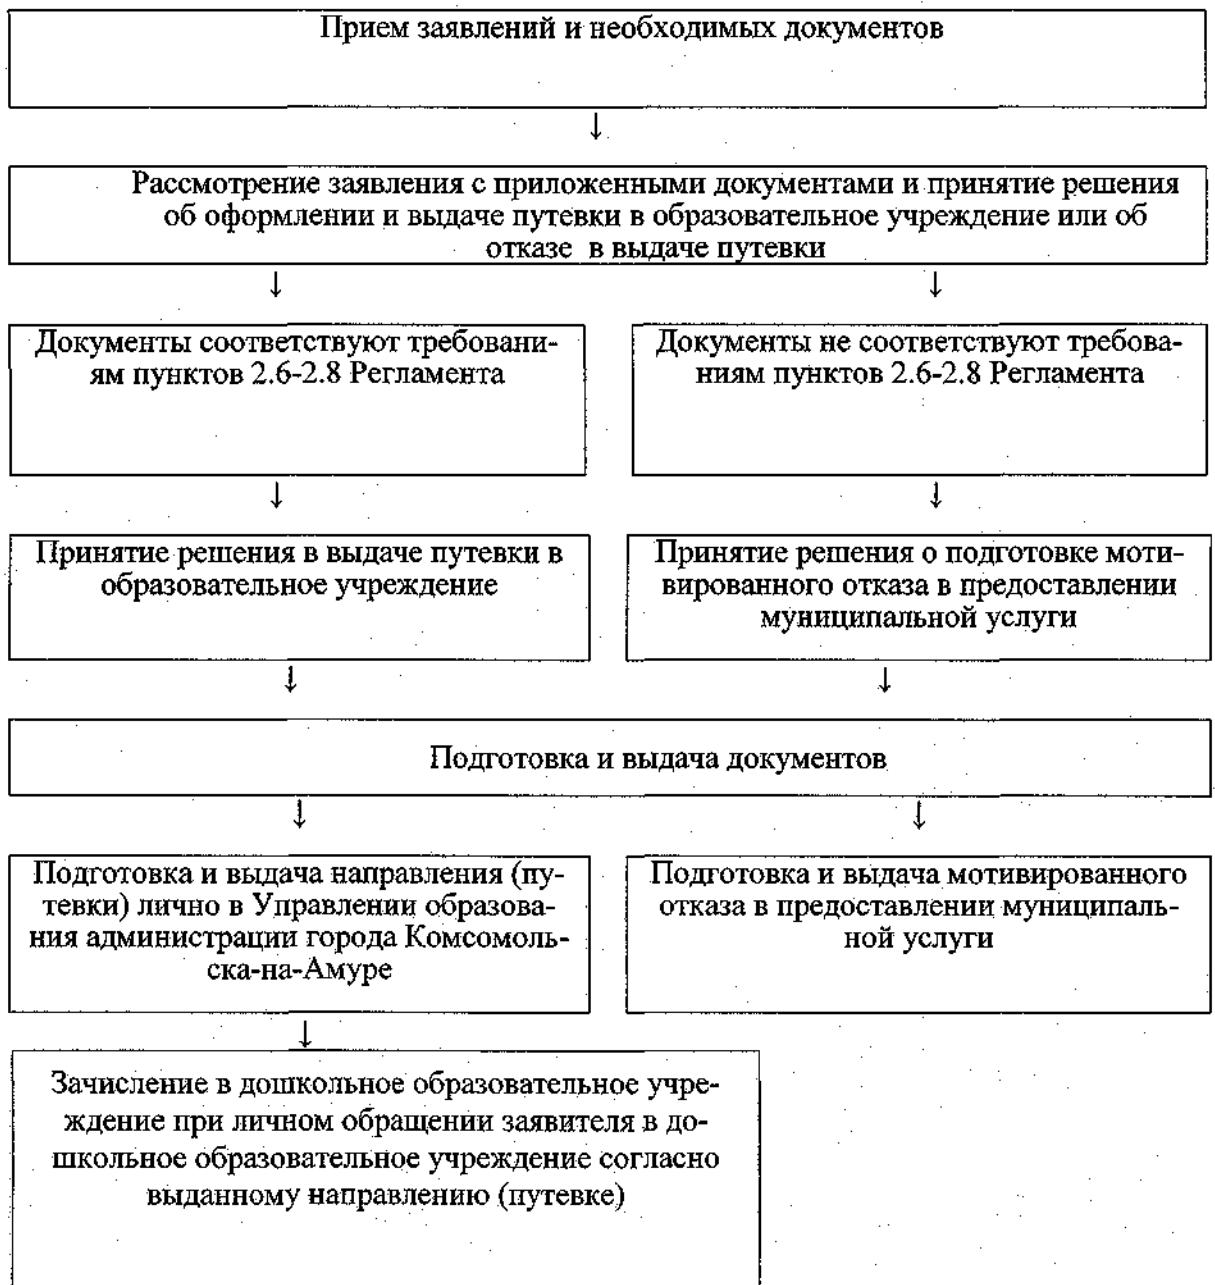 Прием заявлений и необходимых документов
↓
Рассмотрение заявления с приложенными документами и принятие решения
об оформлении и выдаче путевки в образовательное учреждение или об
отказе в выдаче путевки
↓ ↓
Документы соответствуют требовани-
ям пунктов 2.6-2.8 Регламента
Документы не соответствуют требова-
ниям пунктов 2.6-2.8 Регламента
↓ ↓
Принятие решения в выдаче путевки в
образовательное учреждение
Принятие решения о подготовке моти-
вированного отказа в предоставлении
муниципальной услуги
↓ ↓
Подготовка и выдача документов
↓ ↓
Подготовка и выдача направления (пу-
тевки) лично в Управлении образова-
ния администрации города Комсомоль-
ска-на-Амуре
Подготовка и выдача мотивированного
отказа в предоставлении муниципаль-
ной услуги
↓
Зачисление в дошкольное образовательное учре-
ждение при личном обращении заявителя в до-
школьное образовательное учреждение согласно
выданному направлению (путевке)